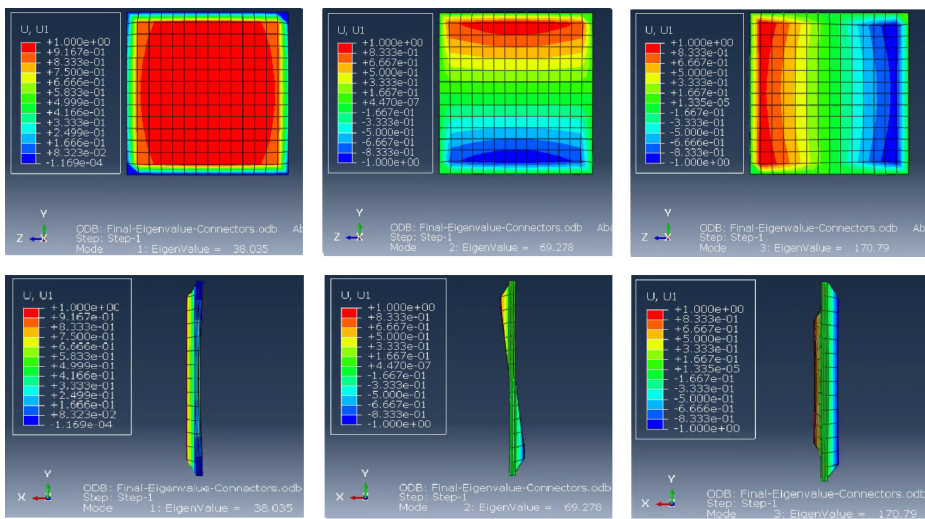 U, U1
+1.000e+00
+9.167e-01
+8.333e-01
+7.500e-01
+6.666e-01
+5.833e-01
+4.999e-01
+4.166e-01
+3.333e-01
+2.499e-01
+1.666e-01
+8.323e-02
-1.169e-04
Y
Z
X
ODB: Final-Eigenvalue-Connectors.odb Aba
Step: Step-1
Mode 1: EigenValue = 38.035
U, U1
+1.000e+00
+8.333e-01
+6.667e-01
+5.000e-01
+3.333e-01
+1.667e-01
+4.470e-07
-1.667e-01
-3.333e-01
-5.000e-01
-6.667e-01
-8.333e-01
-1.000e+00
Y
Z
X
ODB: Final-Eigenvalue-Connectors.odb Aba
Step: Step-1
Mode 2: EigenValue = 69.278
U, U1
+1.000e+00
+8.333e-01
+6.667e-01
+5.000e-01
+3.333e-01
+1.667e-01
+1.335e-05
-1.667e-01
-3.333e-01
-5.000e-01
-6.666e-01
-8.333e-01
-1.000e+00
Y
Z
X
ODB: Final-Eigenvalue-Connectors.odb Ab
Step: Step-1
Mode 3: EigenValue = 170.79
U, U1
+1.000e+00
+9.167e-01
+8.333e-01
+7.500e-01
+6.666e-01
+5.833e-01
+4.999e-01
+4.166e-01
+3.333e-01
+2.499e-01
+1.666e-01
+8.323e-02
-1.169e-04
Y
X
ODB: Final-Eigenvalue-Connectors.odb
Step: Step-1
Mode 1: EigenValue = 38.035
U, U1
+1.000e+00
+8.333e-01
+6.667e-01
+5.000e-01
+3.333e-01
+1.667e-01
+4.470e-07
-1.667e-01
-3.333e-01
-5.000e-01
-6.667e-01
-8.333e-01
-1.000e+00
Y
X
ODB: Final-Eigenvalue-Connectors.odb
Step: Step-1
Mode 2: EigenValue = 69.278
U, U1
+1.000e+00
+8.333e-01
+6.667e-01
+5.000e-01
+3.333e-01
+1.667e-01
+1.335e-05
-1.667e-01
-3.333e-01
-5.000e-01
-6.666e-01
-8.333e-01
-1.000e+00
Y
X
ODB: Final-Eigenvalue-Connectors.odb
Step: Step-1
Mode 3: EigenValue = 170.79